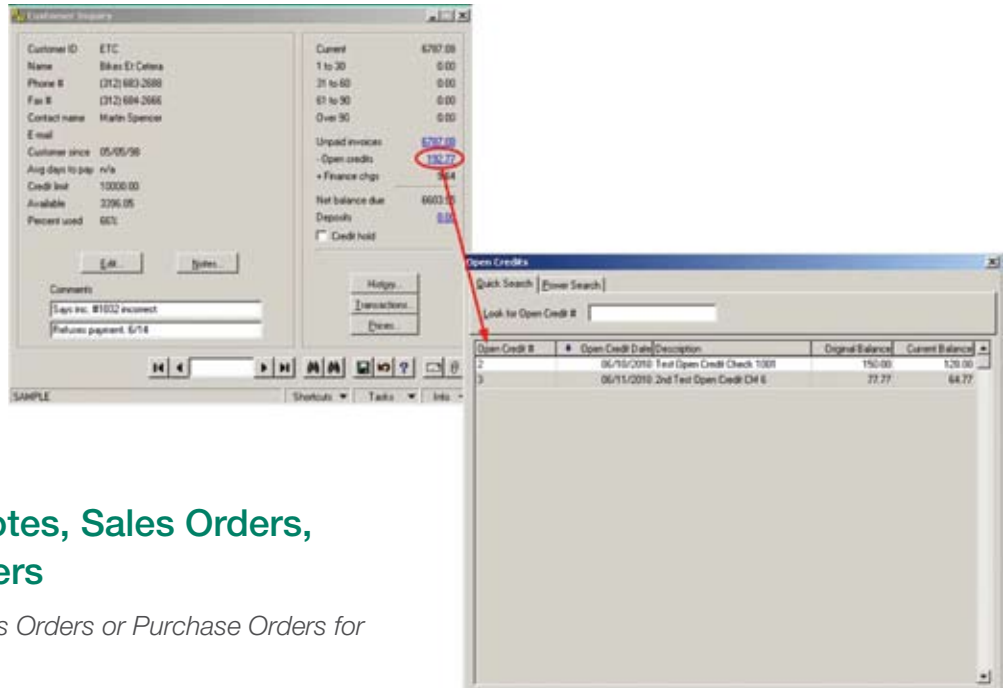 Customer Inquiry
Customer ID ETC
Name Bikes Et Cetera
Phone # (312) 683-2688
Fax # (312) 684-2666
Contact name Martin Spencer
E-mail
Customer since 05/05/98
Avg days to pay n/a
Credit limit 10000.00
Available 3396.05
Percent used 66%
Edit... Notes...
Comments
Says inv. #1032 incorrect
Refuses payment. 6/14
Current 6787.08
1 to 30 0.00
31 to 60 0.00
61 to 90 0.00
Over 90 0.00
Unpaid invoices 6787.08
- Open credits 192.77
+ Finance chgs
Net balance due
Deposits 0.00
Credit hold
History...
Transactions...
Prices...
SAMPLE Shortcuts Tasks
Open Credits
Quick Search Power Search
Look for Open Credit #
Open Credit # Open Credit Date Description Original Balance Current Balance
2 06/10/2010 Test Open Credit Check 1001 150.00 128.00
3 06/11/2010 2nd Test Open Credit CM 6 77.77 64.77
otes, Sales Orders,
ers
s Orders or Purchase Orders for